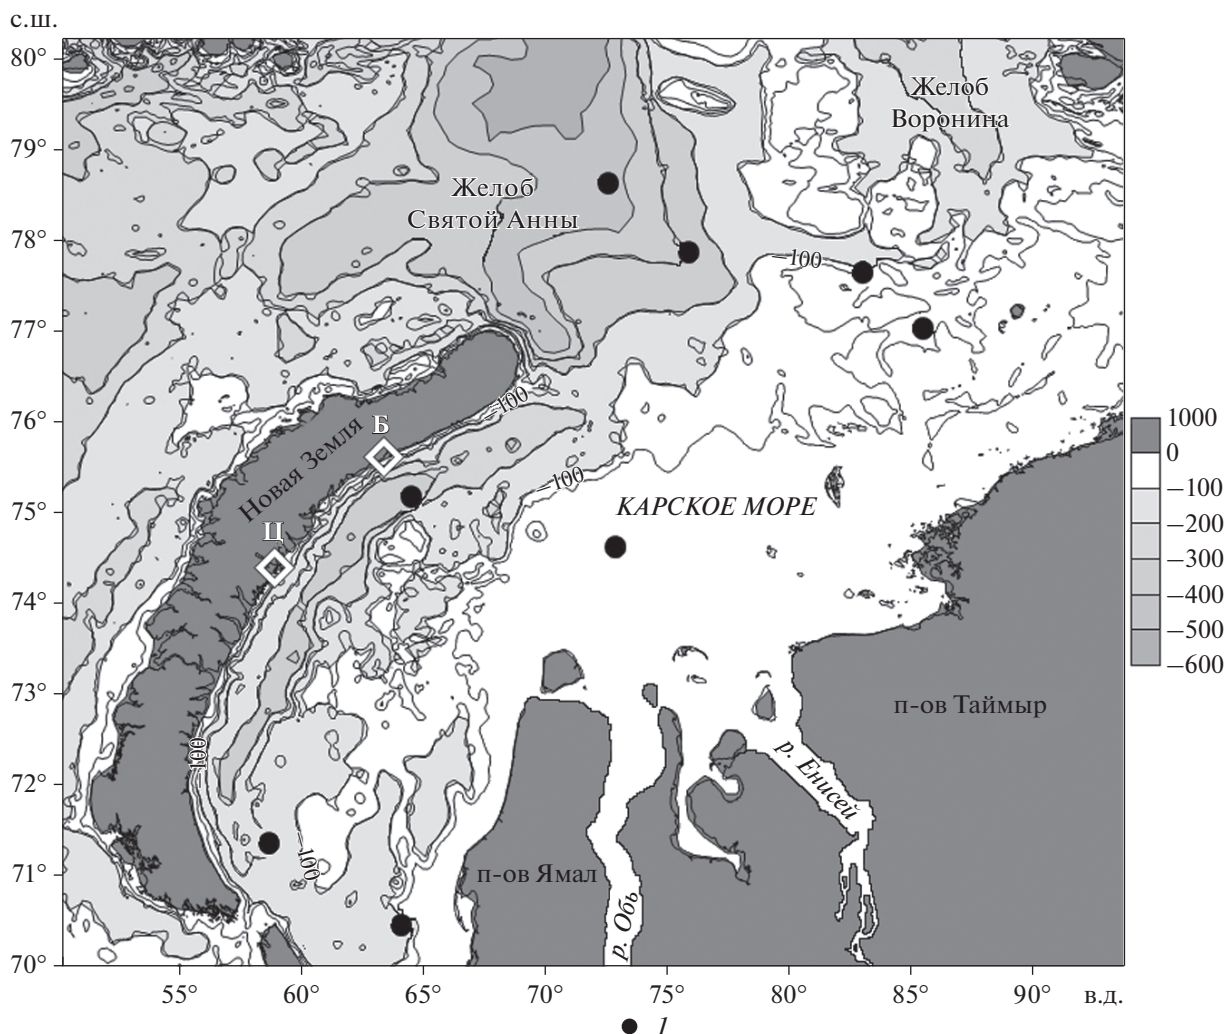 с.ш.
80°
79°
78°
77°
76°
75°
74°
73°
72°
71°
70°
Желоб
Воронина
Желоб
Святой Анны
–100
–100
Б
Новая Земля
–100
КАРСКОЕ МОРЕ
Ц
п-ов Таймыр
–100
р. Енисей
–100
п-ов Ямал
р. Обь
1000
0
–100
–200
–300
–400
–500
–600
55°
60°
65°
70°
75°
80°
85°
90°
в.д.
1